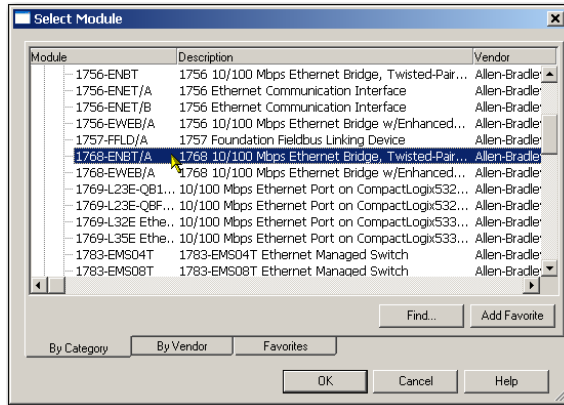 Select Module
Module Description Vendor
1756-ENBT 1756 10/100 Mbps Ethernet Bridge, Twisted-Pair... Allen-Bradley
1756-ENET/A 1756 Ethernet Communication Interface Allen-Bradley
1756-ENET/B 1756 Ethernet Communication Interface Allen-Bradley
1756-EWEB/A 1756 10/100 Mbps Ethernet Bridge w/Enhanced... Allen-Bradley
1757-FFLD/A 1757 Foundation Fieldbus Linking Device Allen-Bradley
1768-ENBT/A 1768 10/100 Mbps Ethernet Bridge, Twisted-Pair... Allen-Bradley
1768-EWEB/A 1768 10/100 Mbps Ethernet Bridge w/Enhanced... Allen-Bradley
1769-L23E-QB1... 10/100 Mbps Ethernet Port on CompactLogix532... Allen-Bradley
1769-L23E-QBF... 10/100 Mbps Ethernet Port on CompactLogix532... Allen-Bradley
1769-L32E Ethe... 10/100 Mbps Ethernet Port on CompactLogix533... Allen-Bradley
1769-L35E Ethe... 10/100 Mbps Ethernet Port on CompactLogix533... Allen-Bradley
1783-EMS04T 1783-EMS04T Ethernet Managed Switch Allen-Bradley
1783-EMS08T 1783-EMS08T Ethernet Managed Switch Allen-Bradley
Find... Add Favorite
By Category By Vendor Favorites
OK Cancel Help